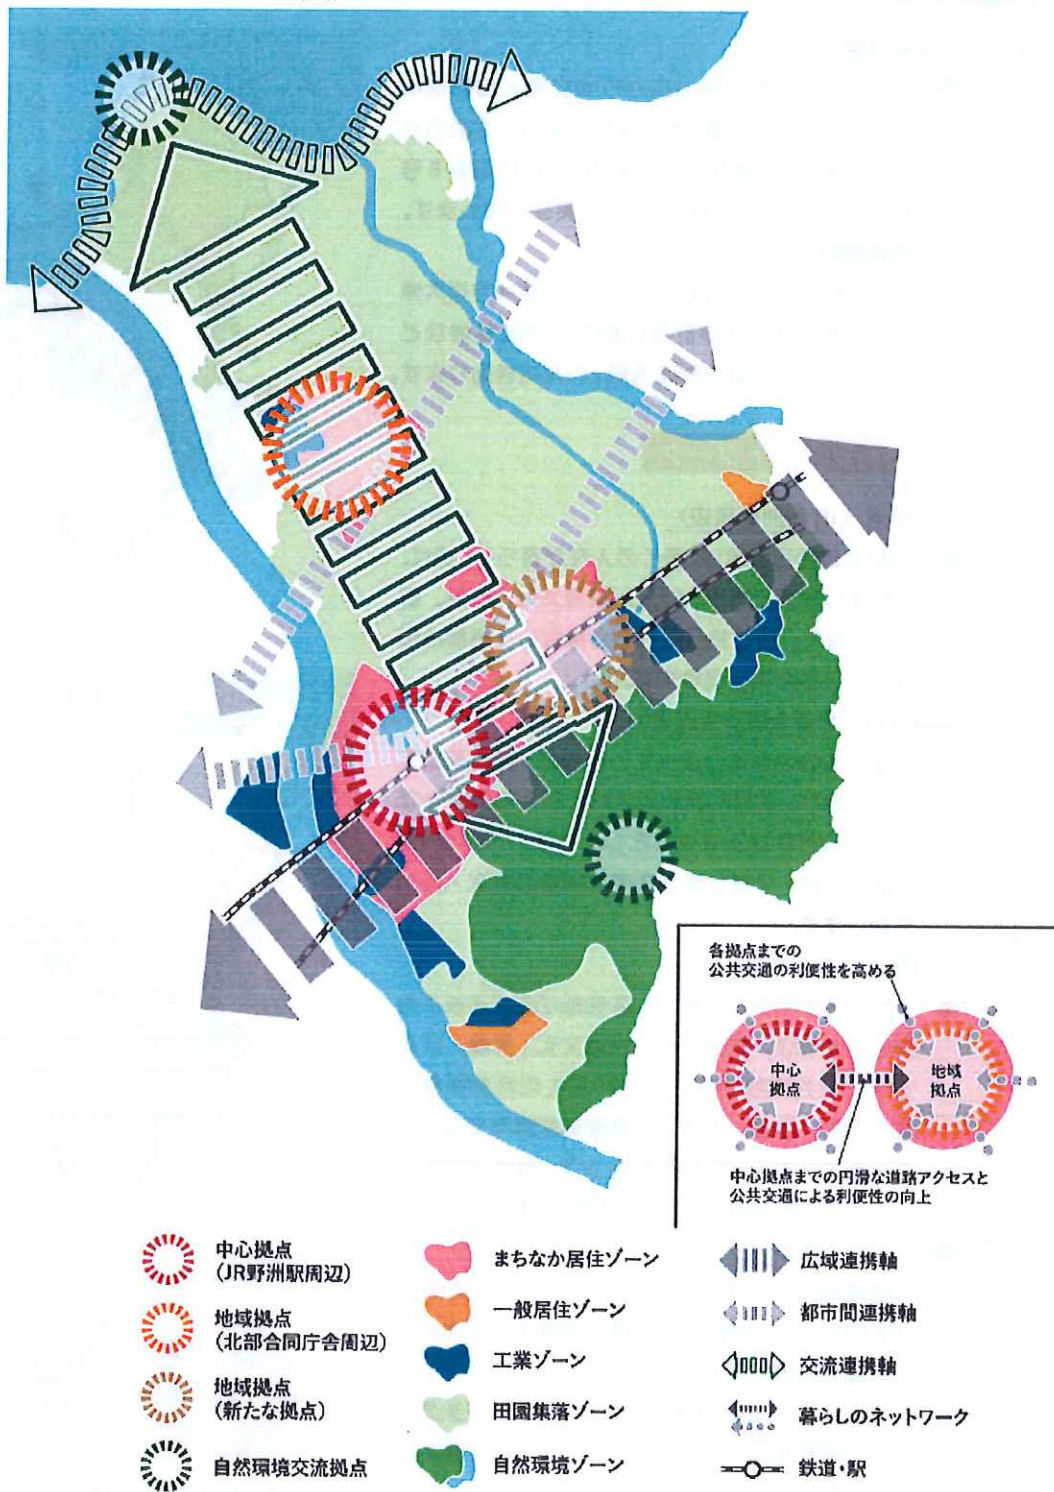 各拠点までの
公共交通の利便性を高める
中心
拠点
地域
拠点
中心拠点までの円滑な道路アクセスと
公共交通による利便性の向上
中心拠点
(JR野洲駅周辺)
地域拠点
(北部合同庁舎周辺)
地域拠点
(新たな拠点)
自然環境交流拠点
まちなか居住ゾーン
一般居住ゾーン
工業ゾーン
田園集落ゾーン
自然環境ゾーン
広域連携軸
都市間連携軸
交流連携軸
暮らしのネットワーク
鉄道・駅